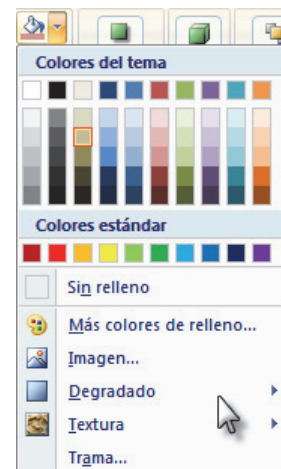 Colores del tema
Colores estándar
Sin relleno
Más colores de relleno...
Imagen...
Degradado
Textura
Trama...